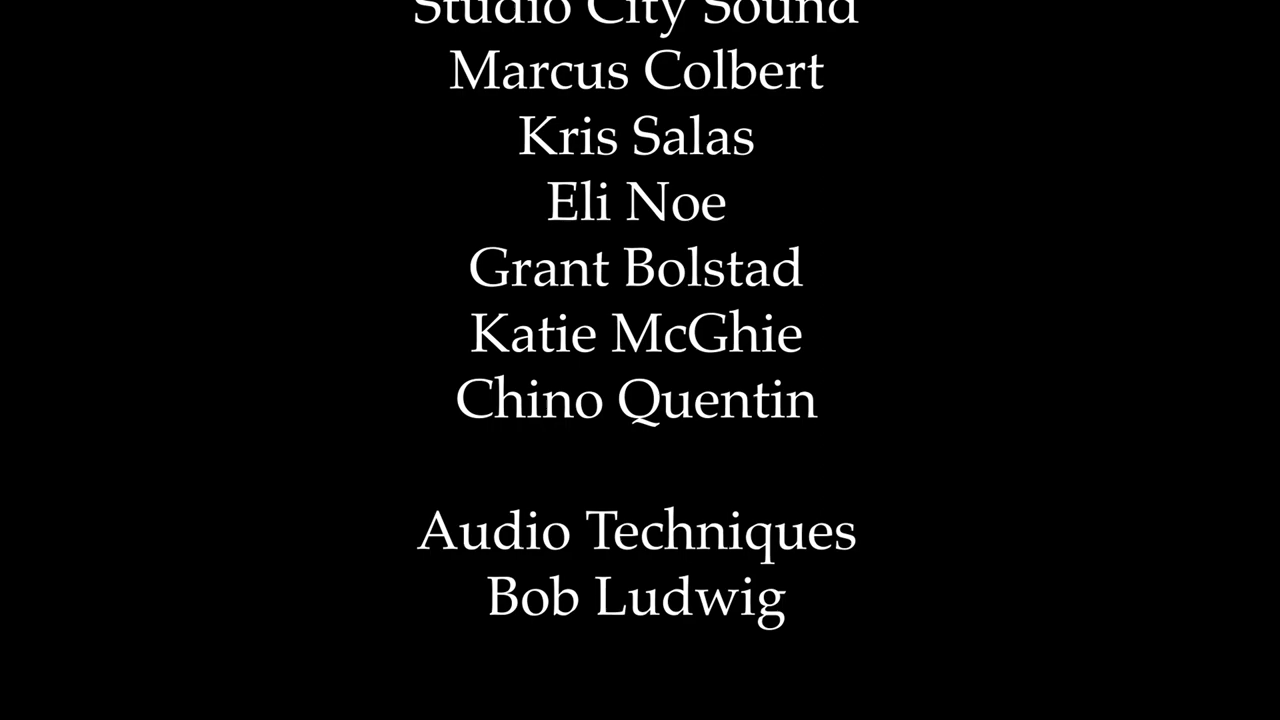 Studio City Sound
Marcus Colbert
Kris Salas
Eli Noe
Grant Bolstad
Katie McGhie
Chino Quentin
Audio Techniques
Bob Ludwig